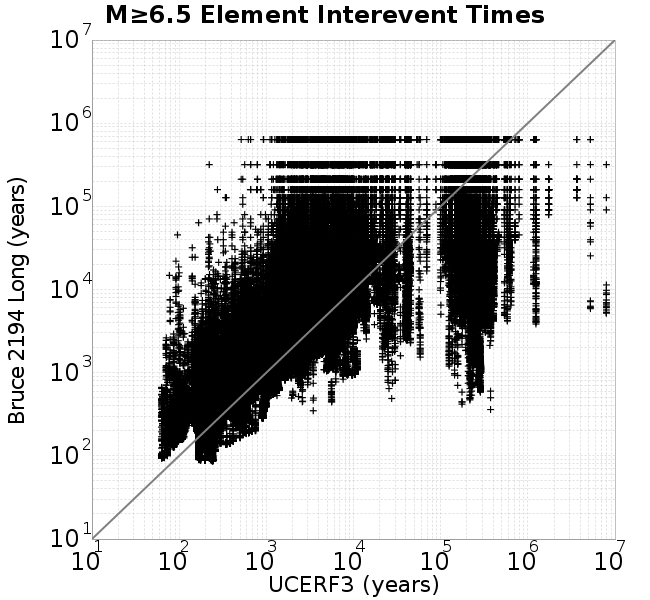 M≥6.5 Element Interevent Times
Bruce 2194 Long (years)
10^7
10^6
10^5
10^4
10^3
10^2
10^1
10^1 10^2 10^3 10^4 10^5 10^6 10^7
UCERF3 (years)